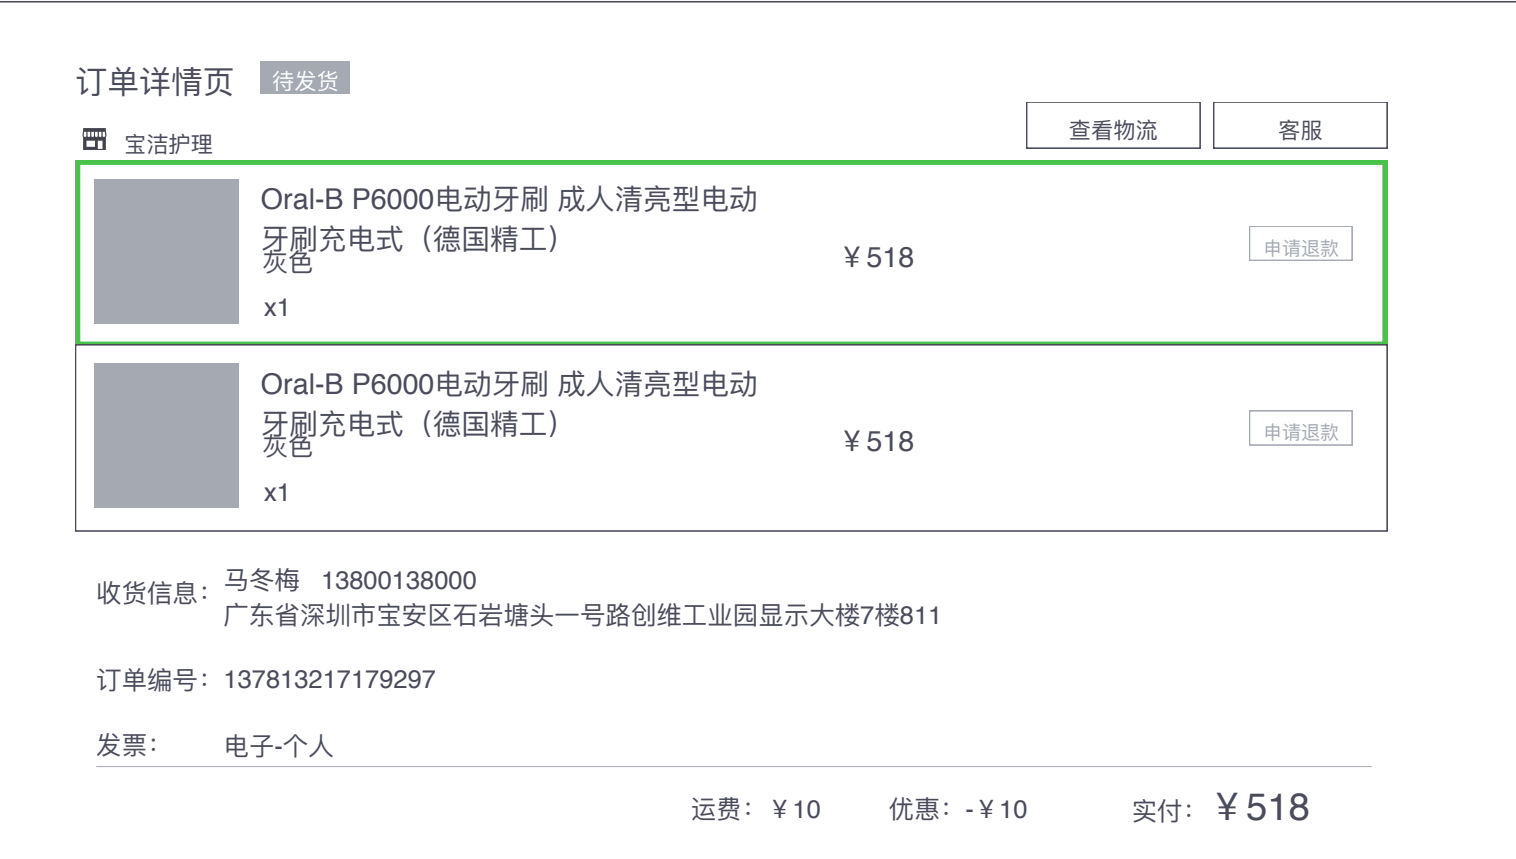 订单详情页 待发货
查看物流 客服
宝洁护理
Oral-B P6000电动牙刷 成人清亮型电动
牙刷充电式（德国精工）
灰色
¥518
申请退款
x1
Oral-B P6000电动牙刷 成人清亮型电动
牙刷充电式（德国精工）
灰色
¥518
申请退款
x1
收货信息： 马冬梅 13800138000
广东省深圳市宝安区石岩塘头一号路创维工业园显示大楼7楼811
订单编号：137813217179297
发票： 电子-个人
运费：¥10 优惠：-¥10 实付：¥518